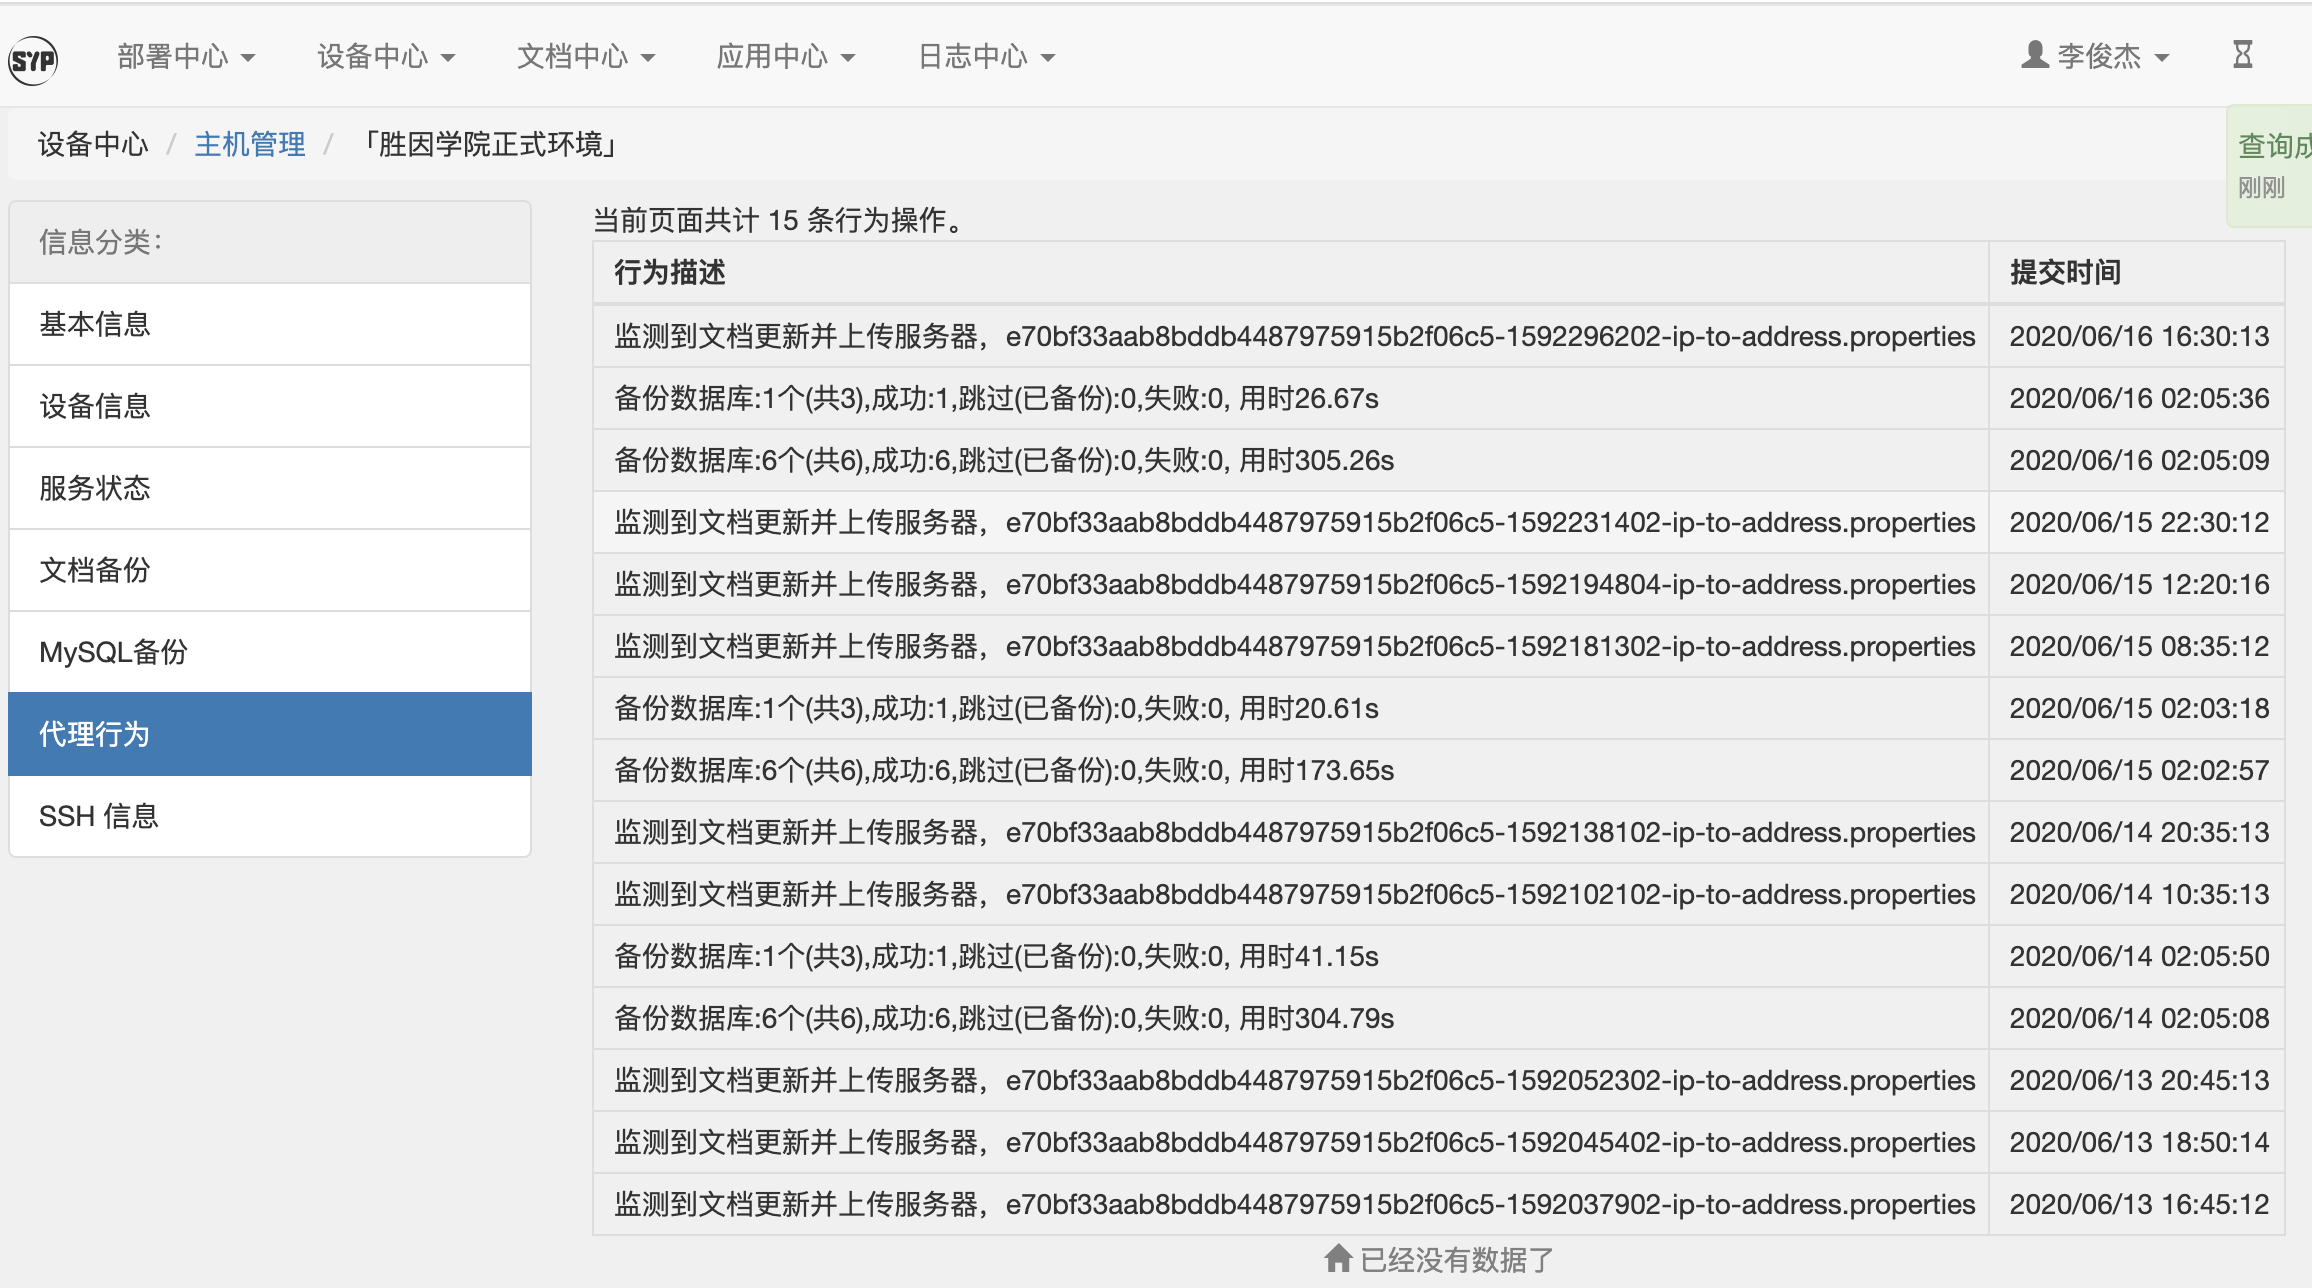 SYP 部署中心 设备中心 文档中心 应用中心 日志中心 李俊杰
设备中心 / 主机管理 / 「胜因学院正式环境」
查询成
刚刚
信息分类:
基本信息
设备信息
服务状态
文档备份
MySQL备份
代理行为
SSH 信息
当前页面共计 15 条行为操作。
行为描述 提交时间
监测到文档更新并上传服务器，e70bf33aab8bddb4487975915b2f06c5-1592296202-ip-to-address.properties 2020/06/16 16:30:13
备份数据库:1个(共3),成功:1,跳过(已备份):0,失败:0, 用时26.67s 2020/06/16 02:05:36
备份数据库:6个(共6),成功:6,跳过(已备份):0,失败:0, 用时305.26s 2020/06/16 02:05:09
监测到文档更新并上传服务器，e70bf33aab8bddb4487975915b2f06c5-1592231402-ip-to-address.properties 2020/06/15 22:30:12
监测到文档更新并上传服务器，e70bf33aab8bddb4487975915b2f06c5-1592194804-ip-to-address.properties 2020/06/15 12:20:16
监测到文档更新并上传服务器，e70bf33aab8bddb4487975915b2f06c5-1592181302-ip-to-address.properties 2020/06/15 08:35:12
备份数据库:1个(共3),成功:1,跳过(已备份):0,失败:0, 用时20.61s 2020/06/15 02:03:18
备份数据库:6个(共6),成功:6,跳过(已备份):0,失败:0, 用时173.65s 2020/06/15 02:02:57
监测到文档更新并上传服务器，e70bf33aab8bddb4487975915b2f06c5-1592138102-ip-to-address.properties 2020/06/14 20:35:13
监测到文档更新并上传服务器，e70bf33aab8bddb4487975915b2f06c5-1592102102-ip-to-address.properties 2020/06/14 10:35:13
备份数据库:1个(共3),成功:1,跳过(已备份):0,失败:0, 用时41.15s 2020/06/14 02:05:50
备份数据库:6个(共6),成功:6,跳过(已备份):0,失败:0, 用时304.79s 2020/06/14 02:05:08
监测到文档更新并上传服务器，e70bf33aab8bddb4487975915b2f06c5-1592052302-ip-to-address.properties 2020/06/13 20:45:13
监测到文档更新并上传服务器，e70bf33aab8bddb4487975915b2f06c5-1592045402-ip-to-address.properties 2020/06/13 18:50:14
监测到文档更新并上传服务器，e70bf33aab8bddb4487975915b2f06c5-1592037902-ip-to-address.properties 2020/06/13 16:45:12
已经没有数据了